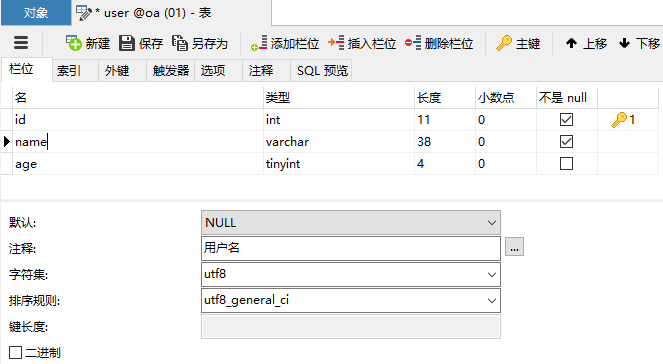 对象 * user @oa (01) - 表
新建 保存 另存为 添加栏位 插入栏位 删除栏位 主键 上移 下移
栏位 索引 外键 触发器 选项 注释 SQL 预览
名 类型 长度 小数点 不是 null
id int 11 0 1
name varchar 38 0
age tinyint 4 0
默认: NULL
注释: 用户名 ...
字符集: utf8
排序规则: utf8_general_ci
键长度:
二进制